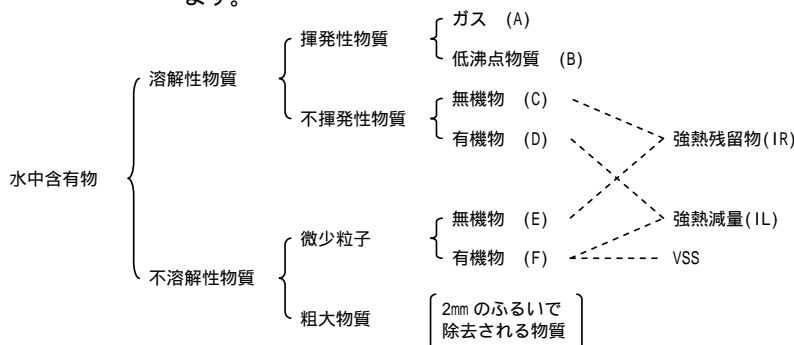 ます。
ガス (A)
揮発性物質
低沸点物質 (B)
溶解性物質
無機物 (C)
不揮発性物質
有機物 (D)
強熱残留物(IR)
水中含有物
無機物 (E)
強熱減量(IL)
微少粒子
有機物 (F)
VSS
不溶解性物質
2㎜のふるいで
除去される物質
粗大物質